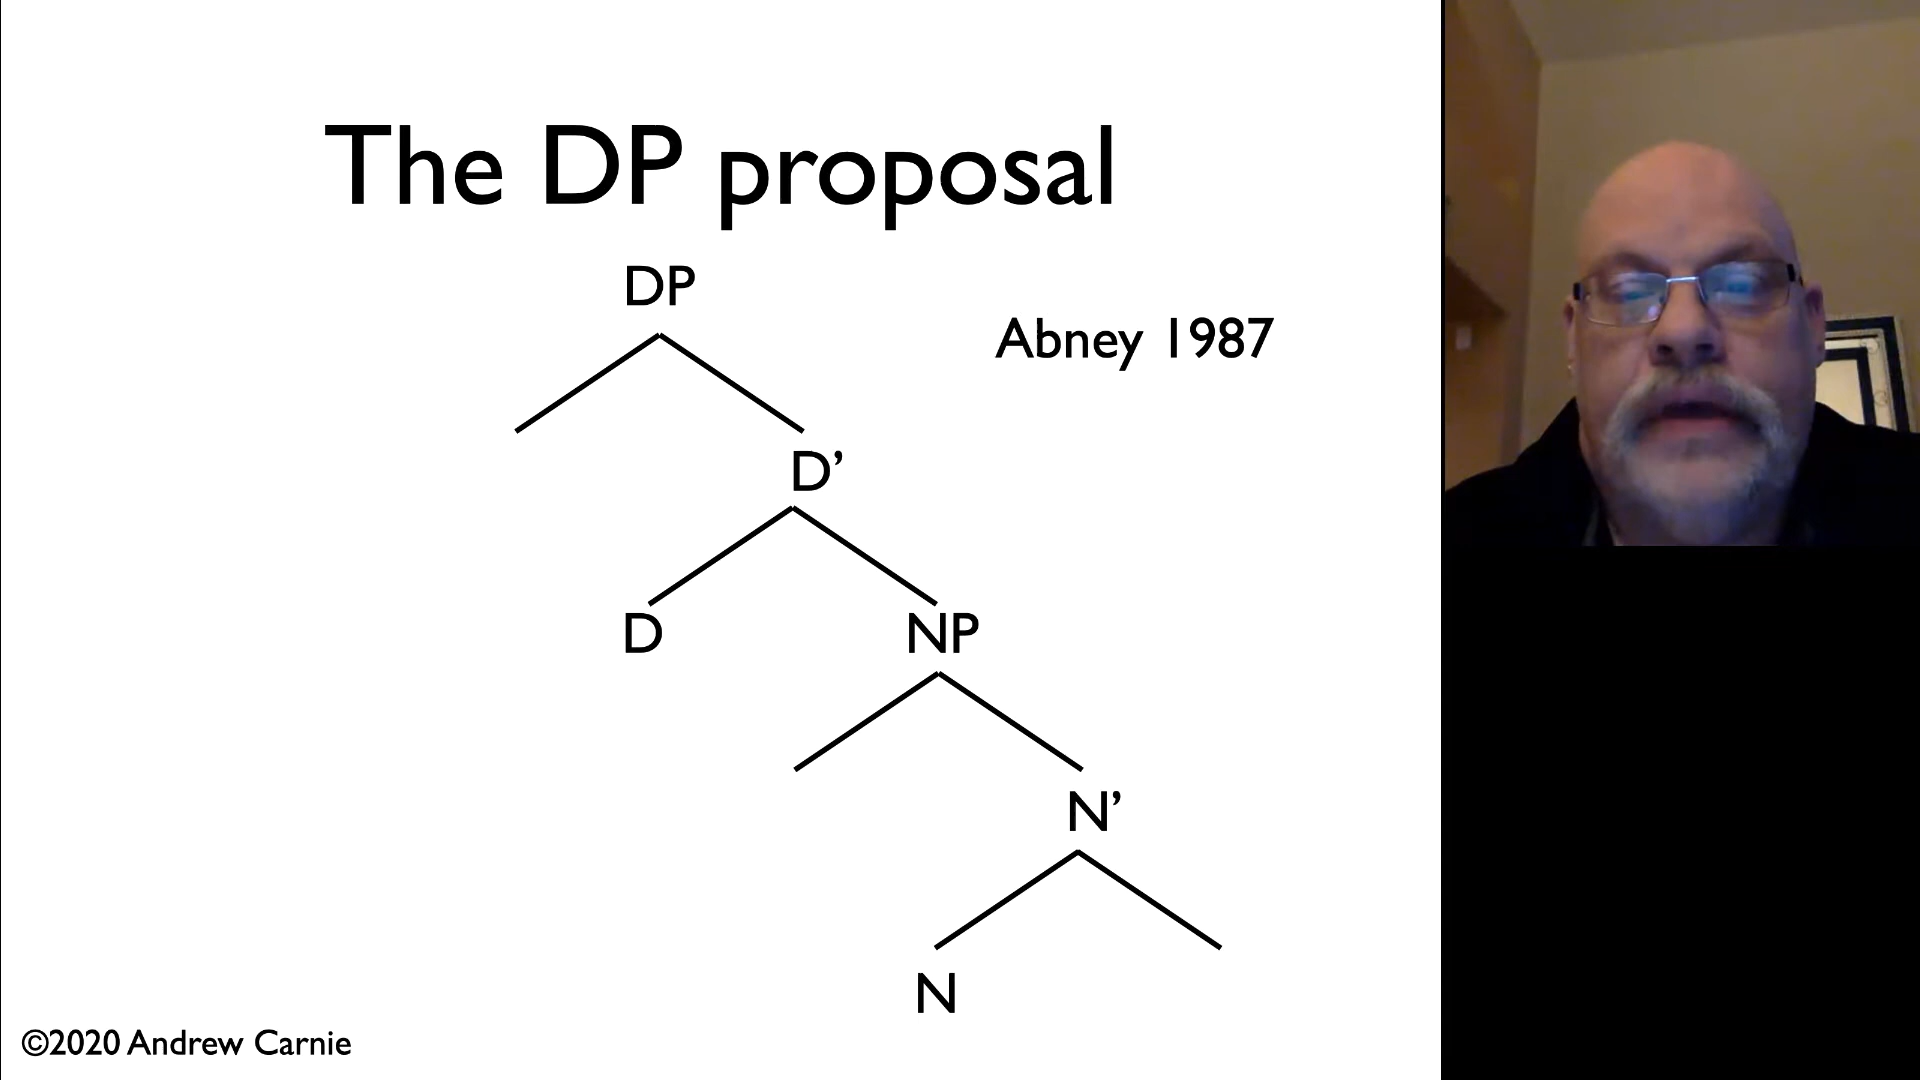 The DP proposal
DP
Abney 1987
D’
D
NP
N’
N
©2020 Andrew Carnie